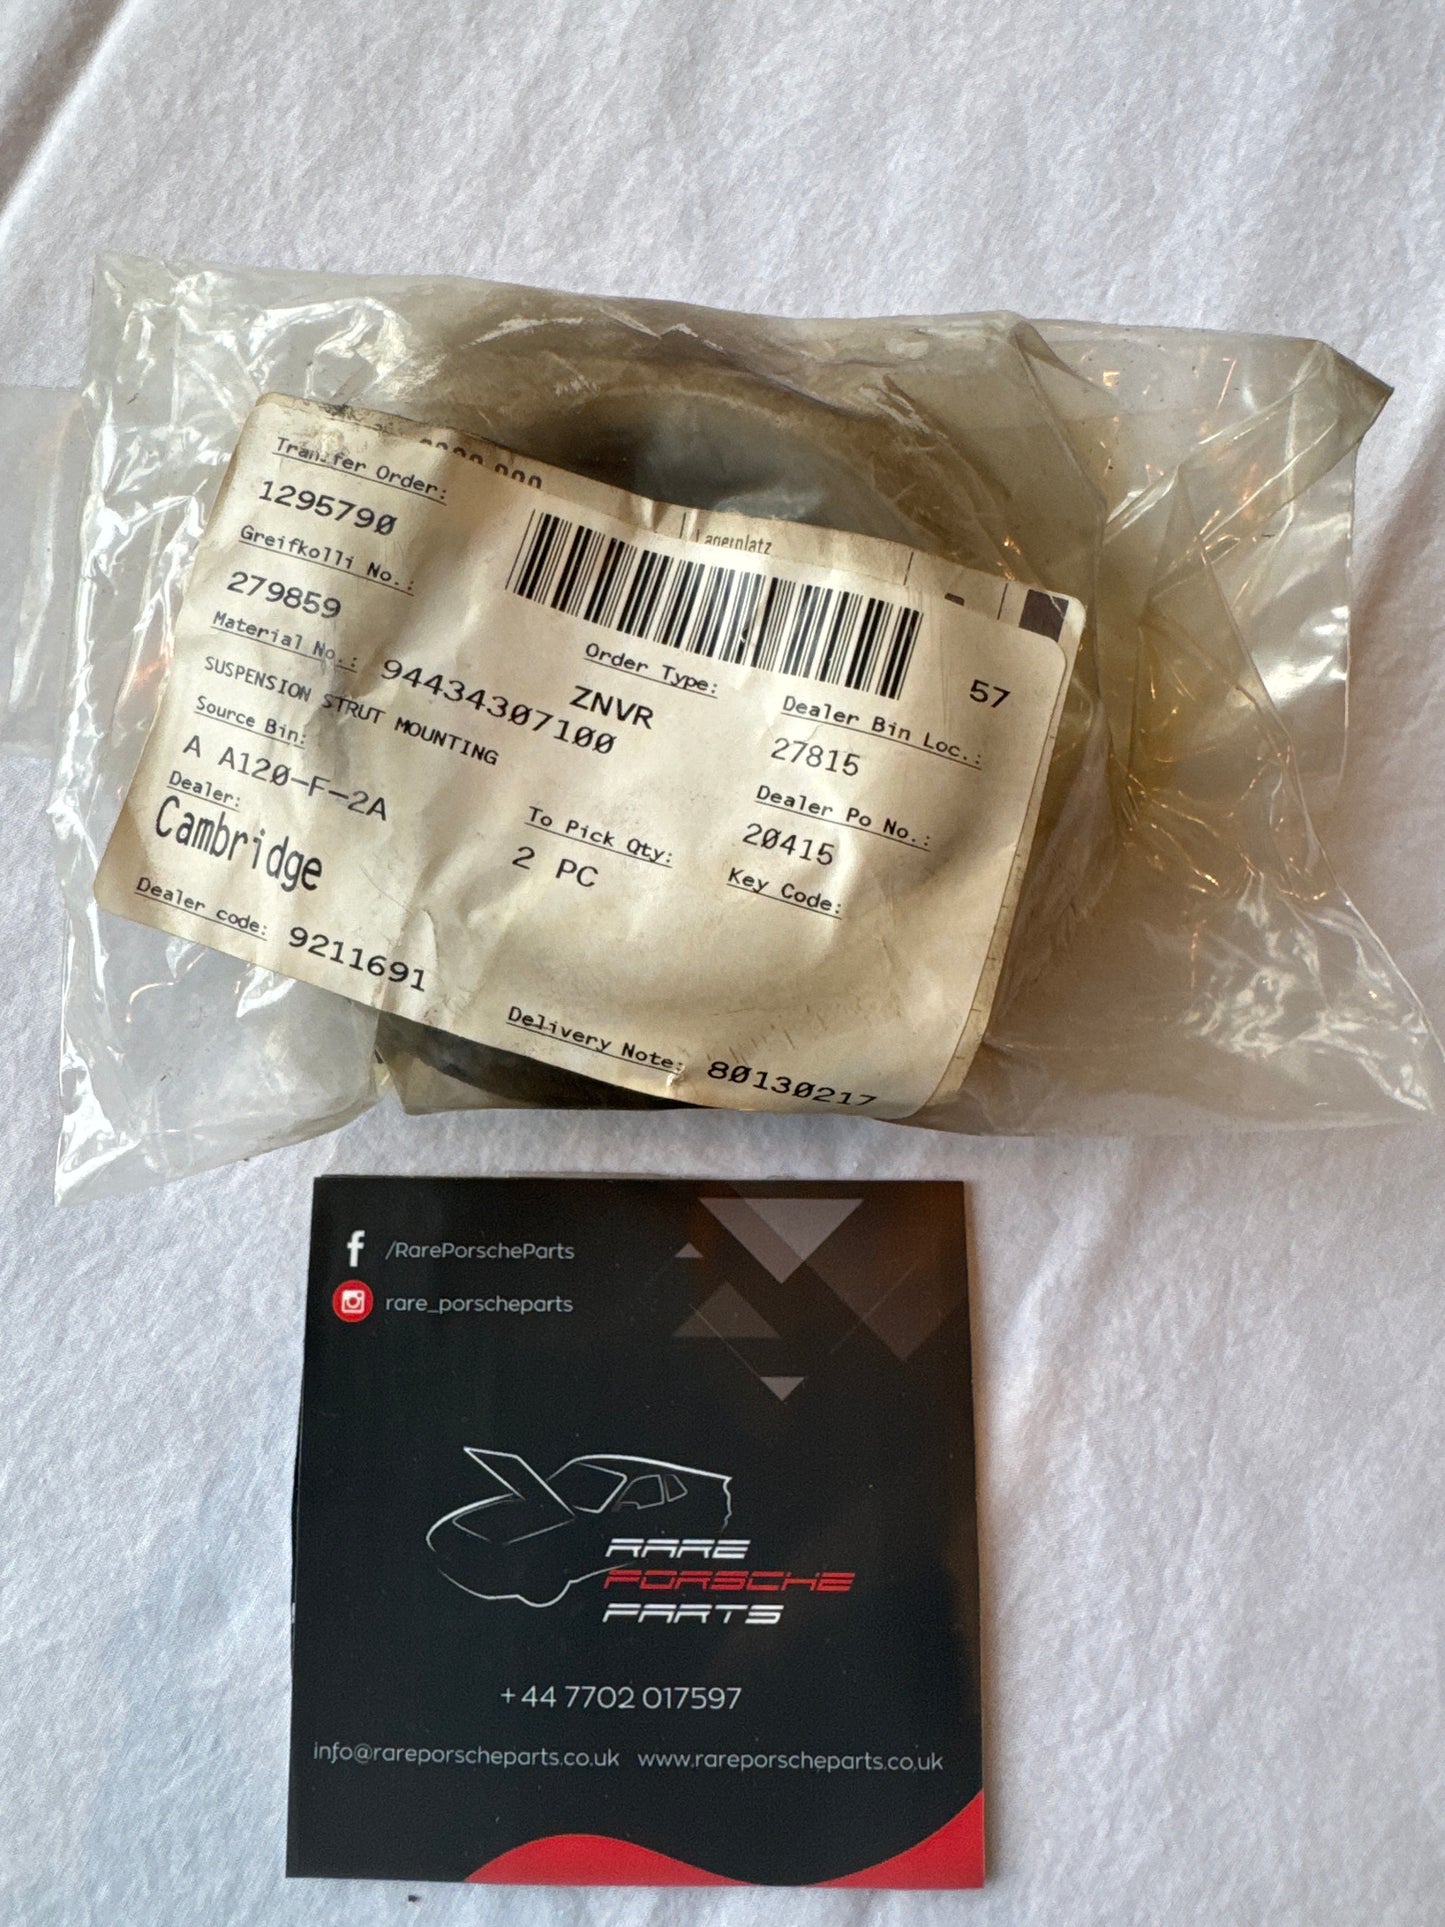 Transfer Order:
1295790
Greifkolli No.:
279859
Lagerplatz
Material No.: 94434307100
SUSPENSION STRUT MOUNTING
Order Type:
ZNVR
57
Source Bin:
A A120-F-2A
Dealer Bin Loc.:
27815
Dealer:
Cambridge
To Pick Qty:
2 PC
Dealer Po No.:
20415
Key Code:
Dealer code: 9211691
Delivery Note: 80130217
/RarePorscheParts
rare_porscheparts
RARE
PORSCHE
PARTS
+44 7702 017597
info@rareporscheparts.co.uk www.rareporscheparts.co.uk